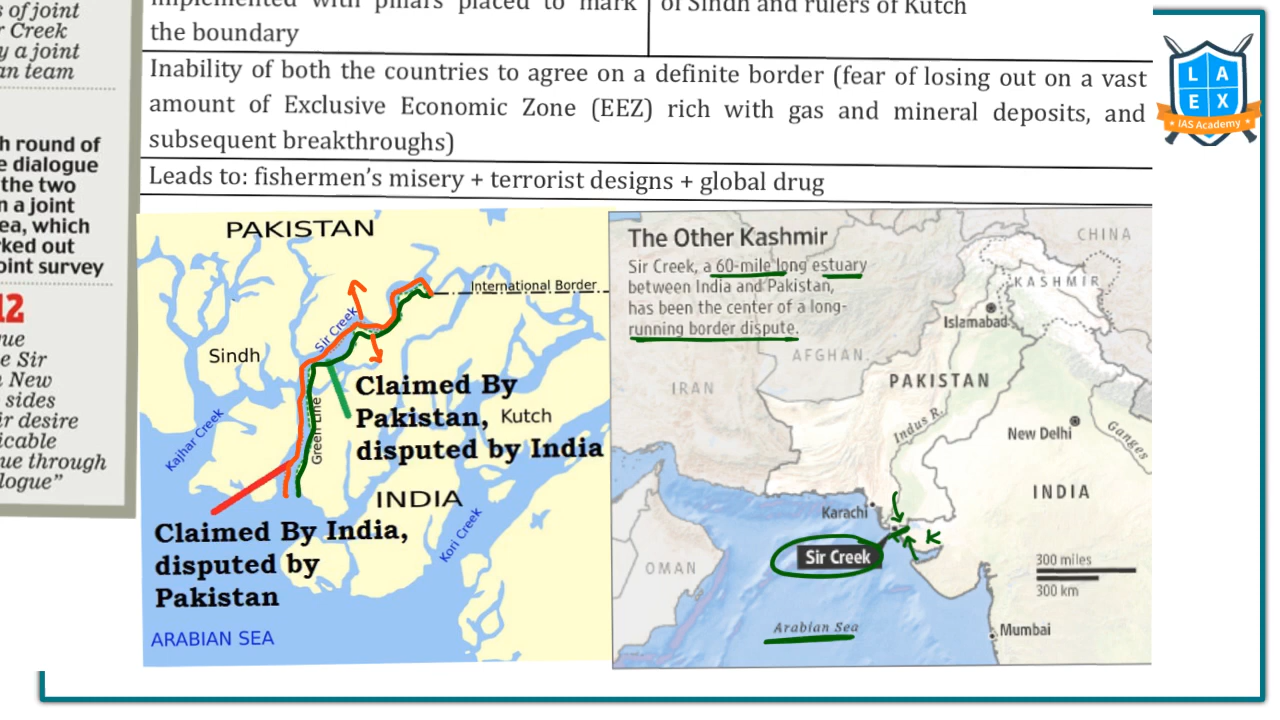 s of joint
r Creek
y a joint
an team
h round of
e dialogue
the two
n a joint
ea, which
ked out
oint survey
12
ue
e Sir
New
sides
ir desire
icable
ue through
logue”
implemented with pillars placed to mark
the boundary
of Sindh and rulers of Kutch
Inability of both the countries to agree on a definite border (fear of losing out on a vast
amount of Exclusive Economic Zone (EEZ) rich with gas and mineral deposits, and
subsequent breakthroughs)
Leads to: fishermen’s misery + terrorist designs + global drug
PAKISTAN
International Border
Sir Creek
Sindh
Claimed By
Pakistan,
disputed by India
Kutch
Green Line
Kajhar Creek
INDIA
Kori Creek
Claimed By India,
disputed by
Pakistan
ARABIAN SEA
The Other Kashmir
Sir Creek, a 60-mile long estuary
between India and Pakistan,
has been the center of a long-
running border dispute.
CHINA
KASHMIR
Islamabad
AFGHAN.
IRAN
PAKISTAN
Indus R.
New Delhi
Ganges
INDIA
Karachi
K
Sir Creek
OMAN
300 miles
300 km
Arabian Sea
Mumbai
L A
E X
IAS Academy